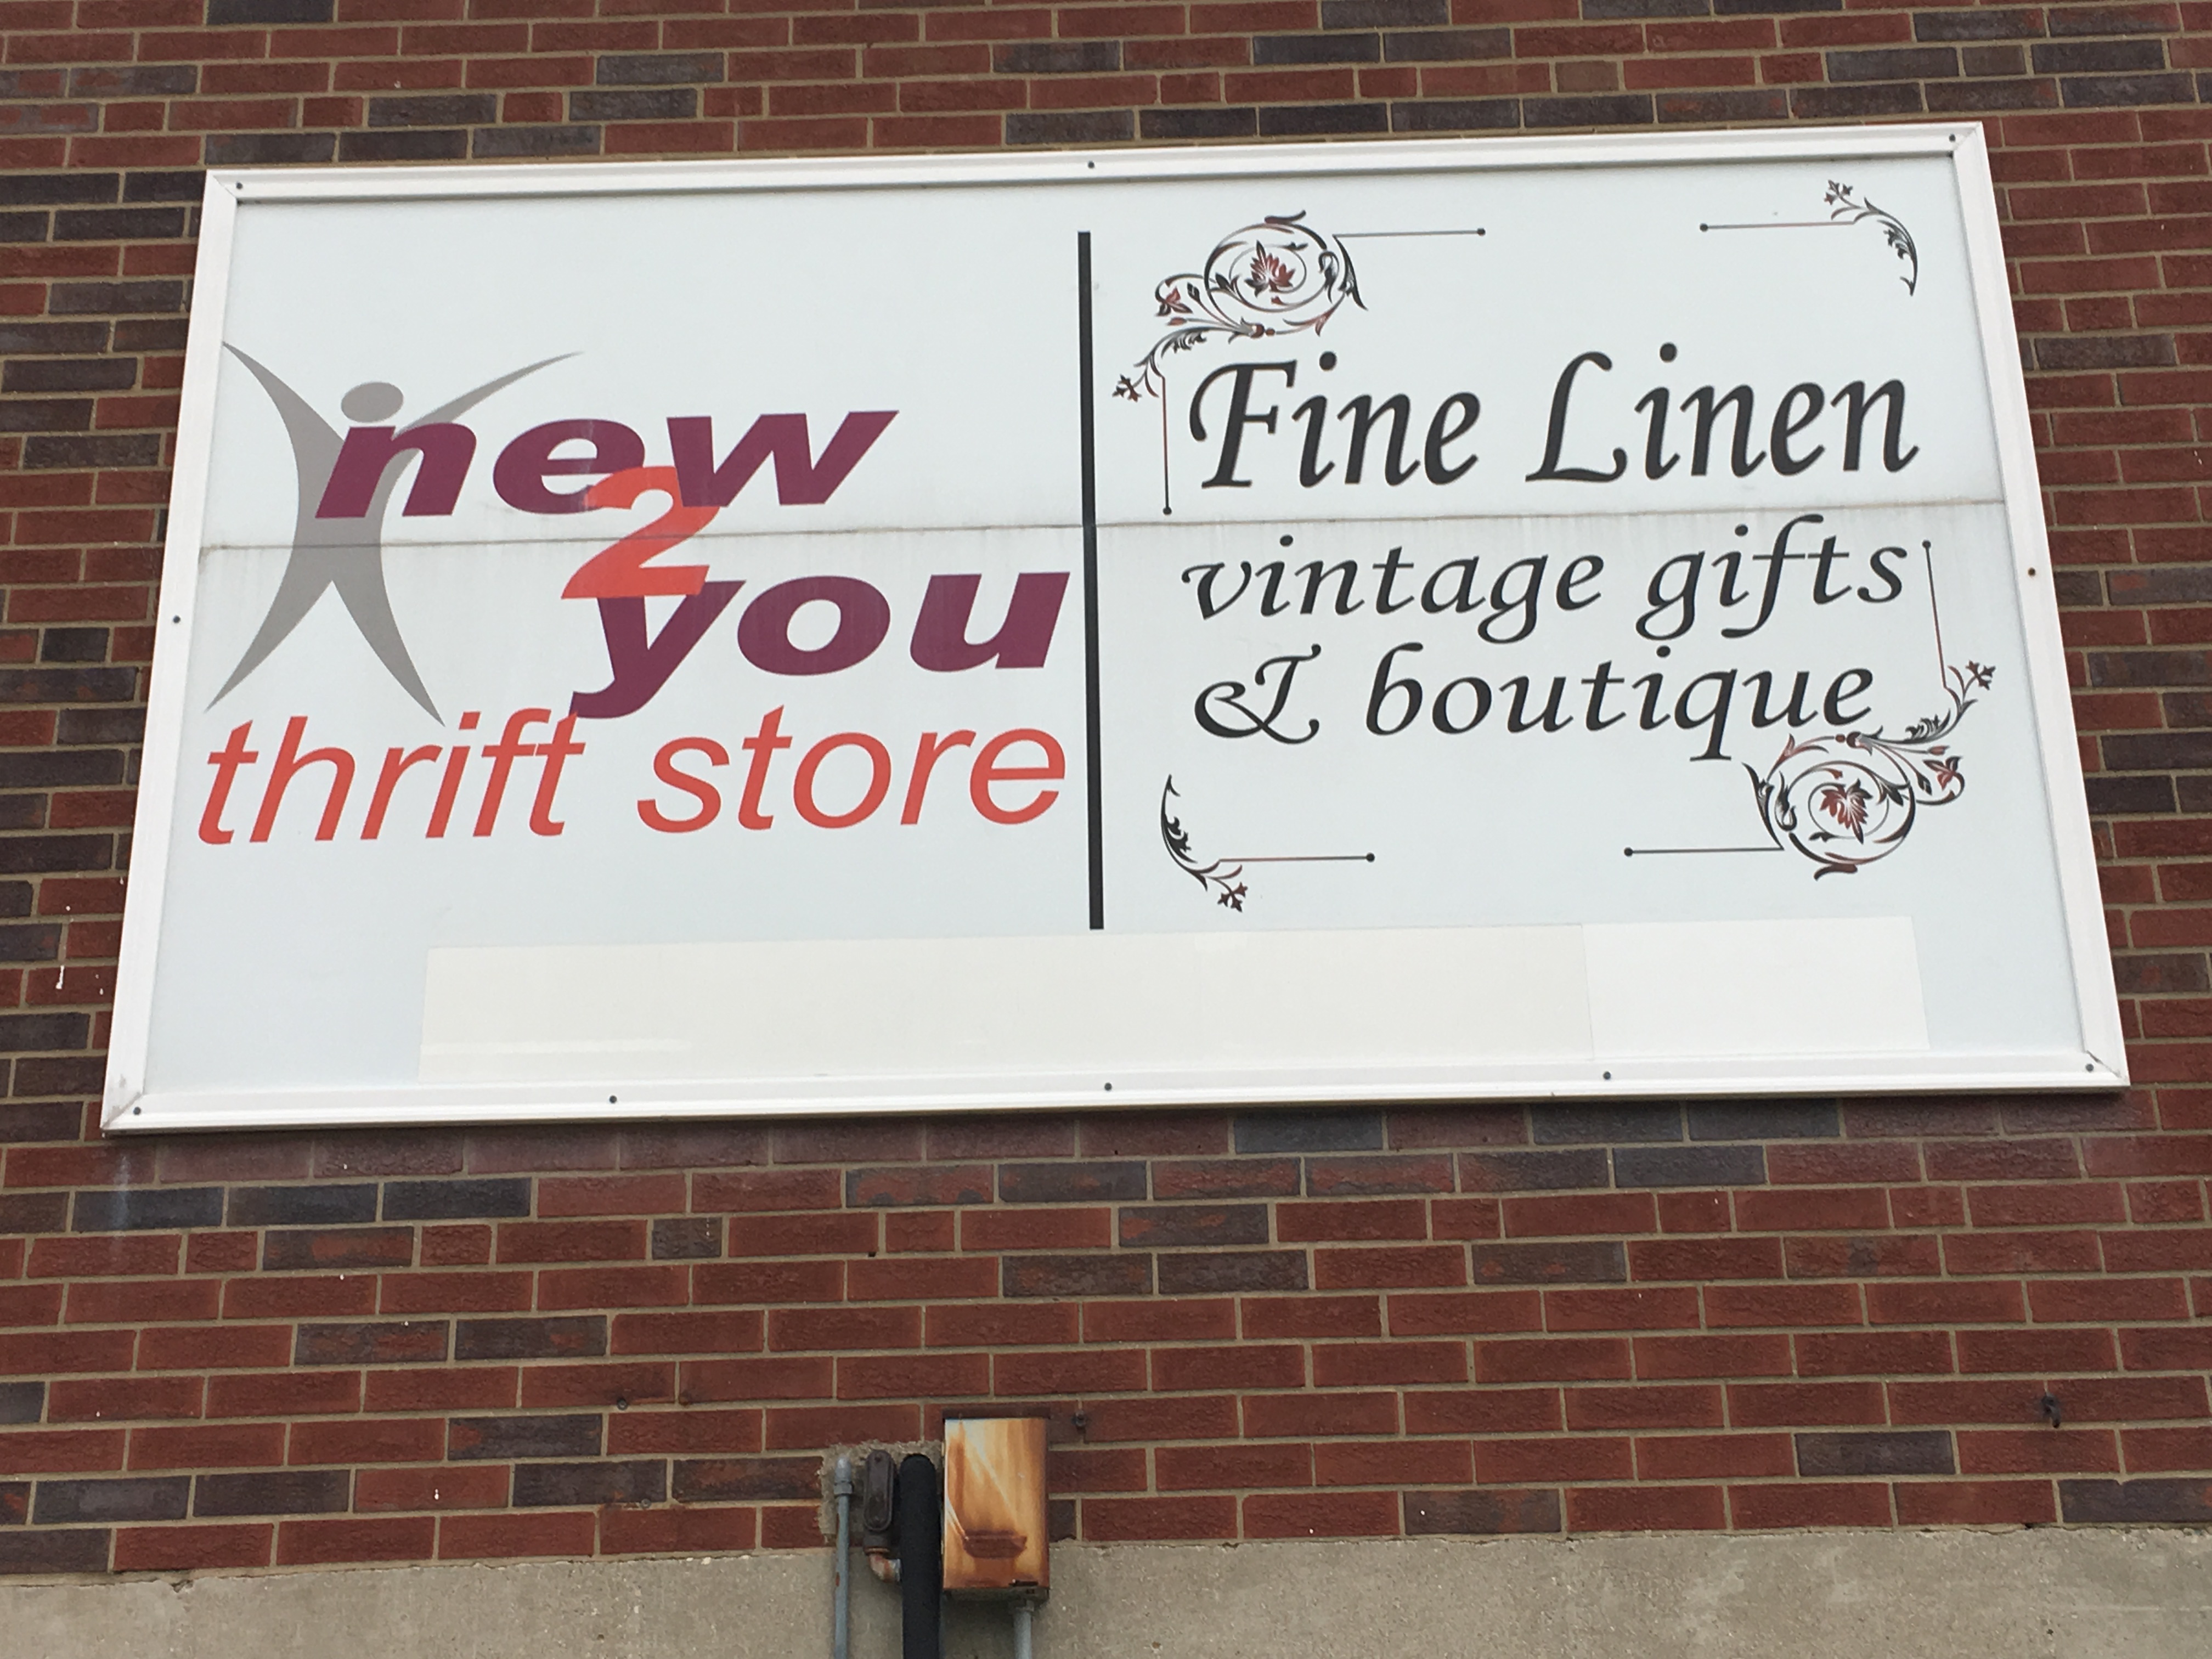 new
2
you
thrift store
Fine Linen
vintage gifts
& boutique